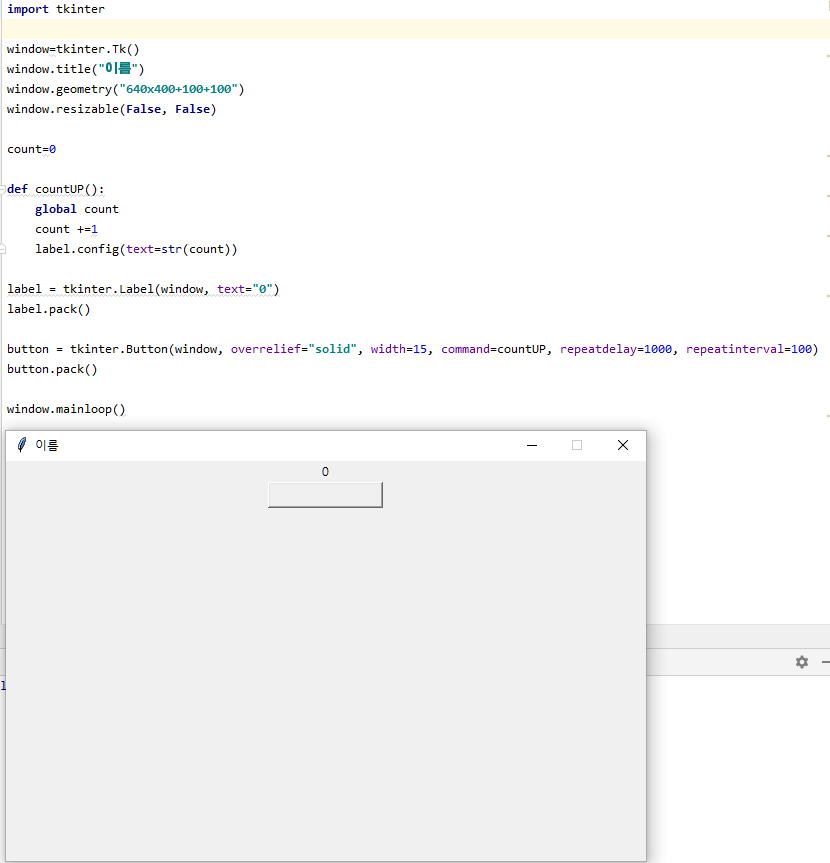 import tkinter
window=tkinter.Tk()
window.title("이름")
window.geometry("640x400+100+100")
window.resizable(False, False)
count=0
def countUP():
    global count
    count +=1
    label.config(text=str(count))
label = tkinter.Label(window, text="0")
label.pack()
button = tkinter.Button(window, overrelief="solid", width=15, command=countUP, repeatdelay=1000, repeatinterval=100)
button.pack()
window.mainloop()
이름
0